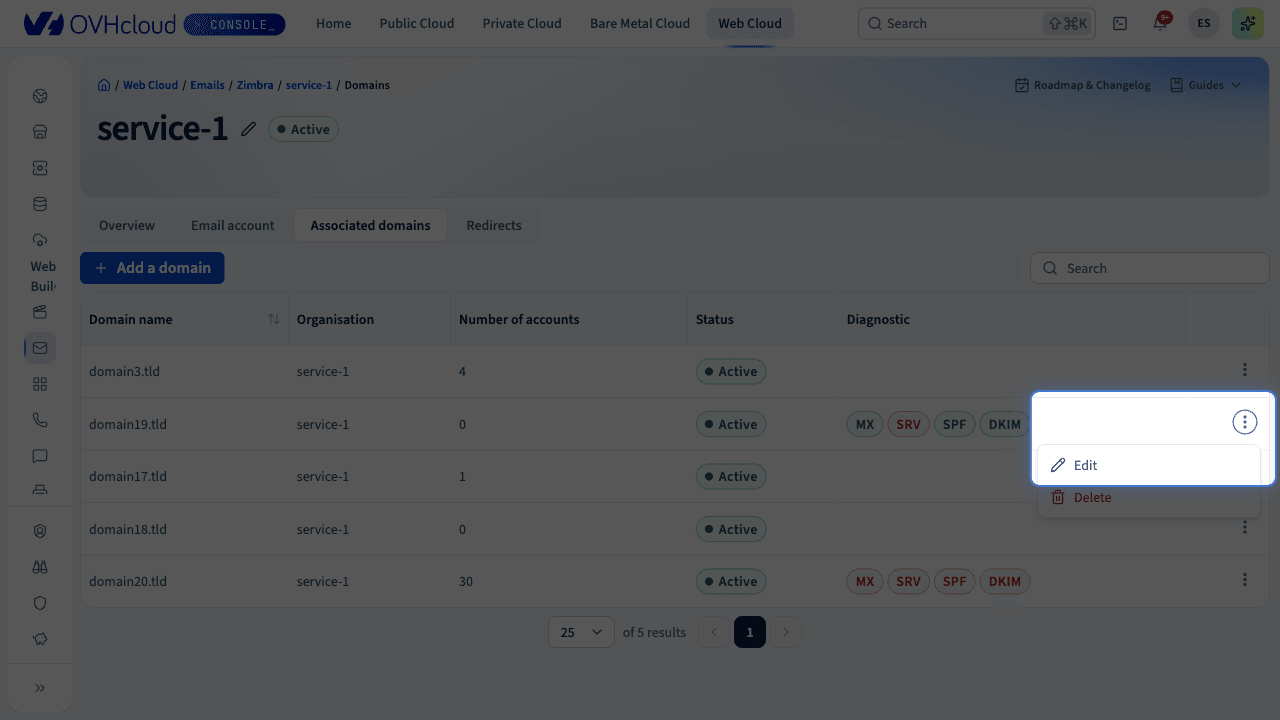 OVHcloud CONSOLE_ Home Public Cloud Private Cloud Bare Metal Cloud Web Cloud Search ⇧⌘K 9+ ES
/ Web Cloud / Emails / Zimbra / service-1 / Domains Roadmap & Changelog Guides
service-1 Active
Overview Email account Associated domains Redirects
Web
+ Add a domain Search
Domain name Organisation Number of accounts Status Diagnostic
domain3.tld service-1 4 Active
domain19.tld service-1 0 Active MX SRV SPF DKIM
Edit
domain17.tld service-1 1 Active
Delete
domain18.tld service-1 0 Active
domain20.tld service-1 30 Active MX SRV SPF DKIM
25 of 5 results 1